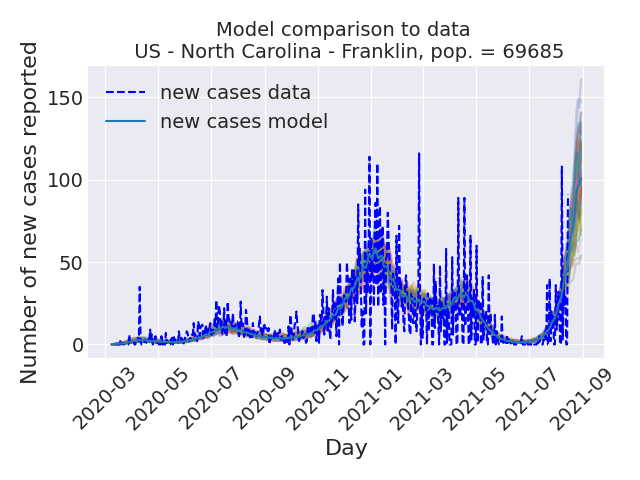 Model comparison to data
US - North Carolina - Franklin, pop. = 69685
Number of new cases reported
150
100
50
0
new cases data
new cases model
2020-03
2020-05
2020-07
2020-09
2020-11
2021-01
2021-03
2021-05
2021-07
2021-09
Day